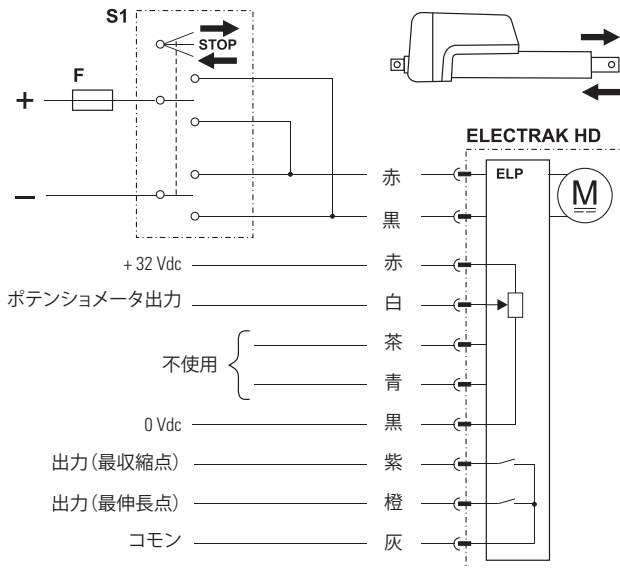 S1
STOP
F
+
−
ELECTRAK HD
ELP
M
赤
黒
+ 32 Vdc 赤
ポテンショメータ出力 白
茶
不使用
青
0 Vdc 黒
出力（最収縮点） 紫
出力（最伸長点） 橙
コモン 灰